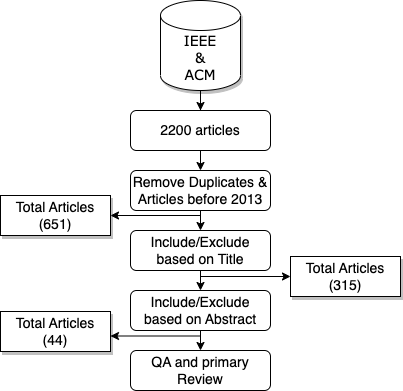 IEEE
&
ACM
2200 articles
Remove Duplicates &
Articles before 2013
Total Articles
(651)
Include/Exclude
based on Title
Total Articles
(315)
Include/Exclude
based on Abstract
Total Articles
(44)
QA and primary
Review